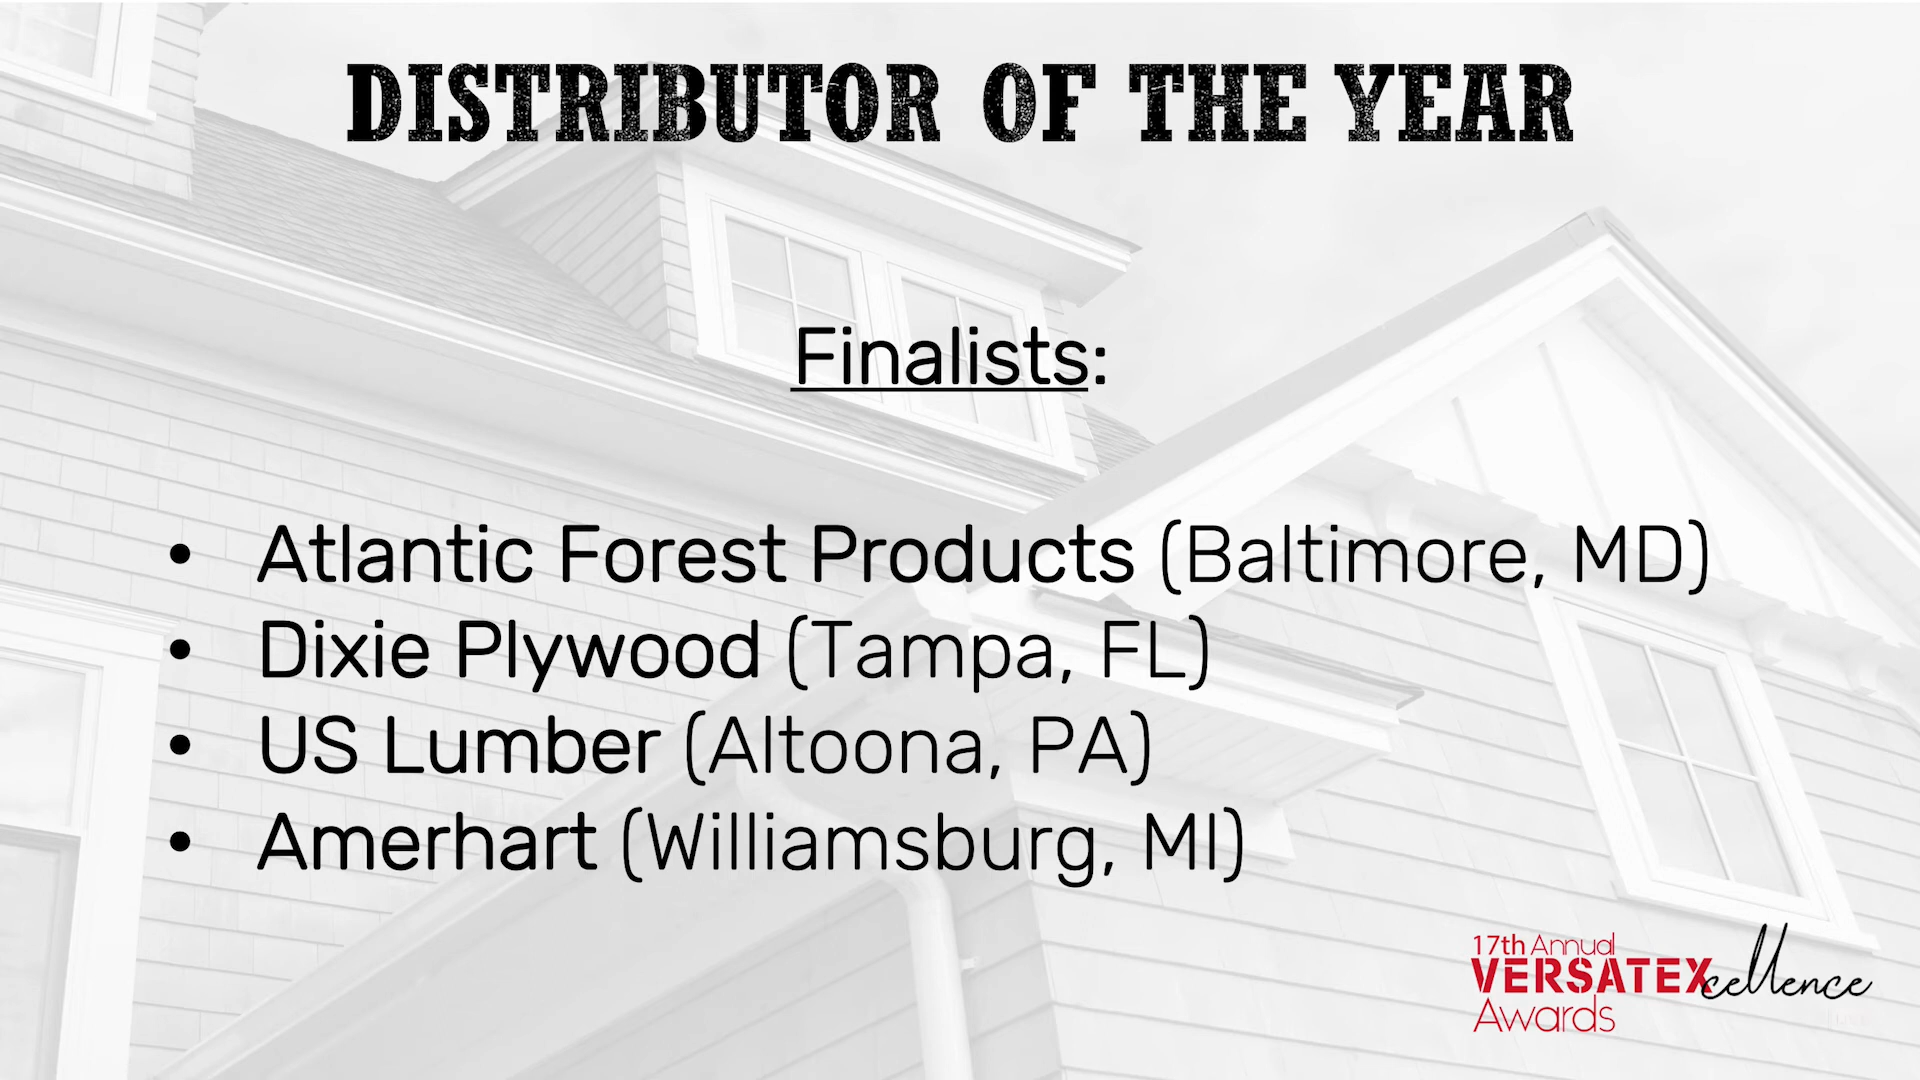 DISTRIBUTOR OF THE YEAR
Finalists:
• Atlantic Forest Products (Baltimore, MD)
• Dixie Plywood (Tampa, FL)
• US Lumber (Altoona, PA)
• Amerhart (Williamsburg, MI)
17th Annual
VERSATEXcellence
Awards